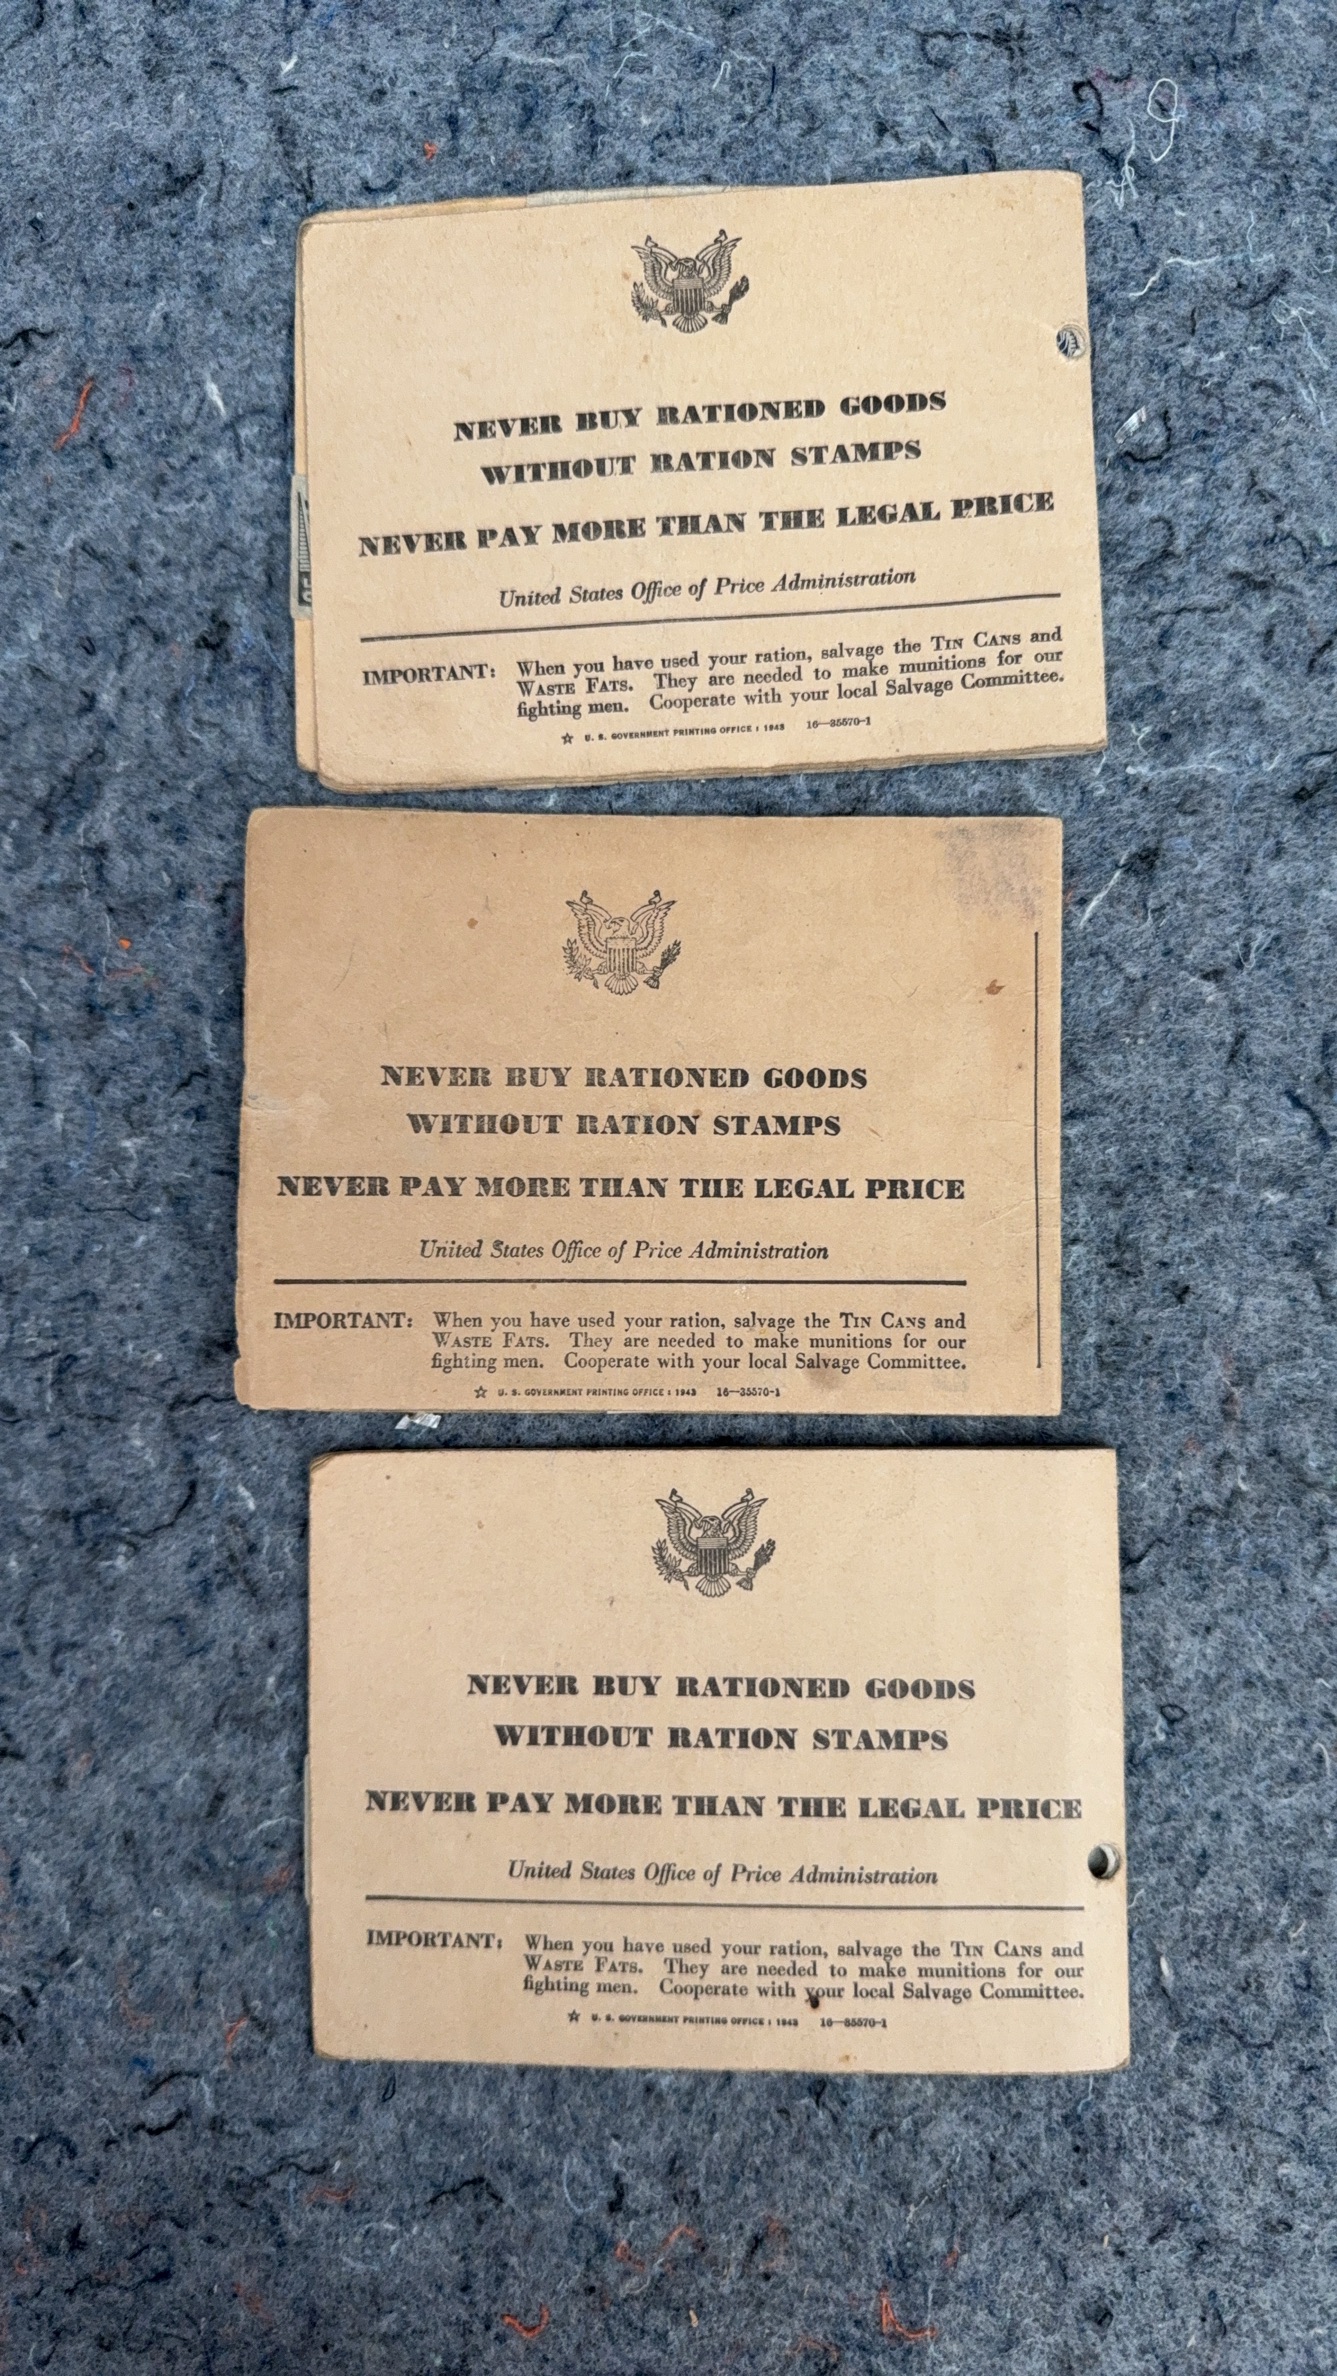 NEVER BUY RATIONED GOODS
WITHOUT RATION STAMPS
NEVER PAY MORE THAN THE LEGAL PRICE
United States Office of Price Administration
IMPORTANT: When you have used your ration, salvage the TIN CANS and
WASTE FATS. They are needed to make munitions for our
fighting men. Cooperate with your local Salvage Committee.
☆ U. S. GOVERNMENT PRINTING OFFICE : 1943 16—35570-1
NEVER BUY RATIONED GOODS
WITHOUT RATION STAMPS
NEVER PAY MORE THAN THE LEGAL PRICE
United States Office of Price Administration
IMPORTANT: When you have used your ration, salvage the TIN CANS and
WASTE FATS. They are needed to make munitions for our
fighting men. Cooperate with your local Salvage Committee.
☆ U. S. GOVERNMENT PRINTING OFFICE : 1943 16—35570-1
NEVER BUY RATIONED GOODS
WITHOUT RATION STAMPS
NEVER PAY MORE THAN THE LEGAL PRICE
United States Office of Price Administration
IMPORTANT: When you have used your ration, salvage the TIN CANS and
WASTE FATS. They are needed to make munitions for our
fighting men. Cooperate with your local Salvage Committee.
☆ U. S. GOVERNMENT PRINTING OFFICE : 1943 16—35570-1